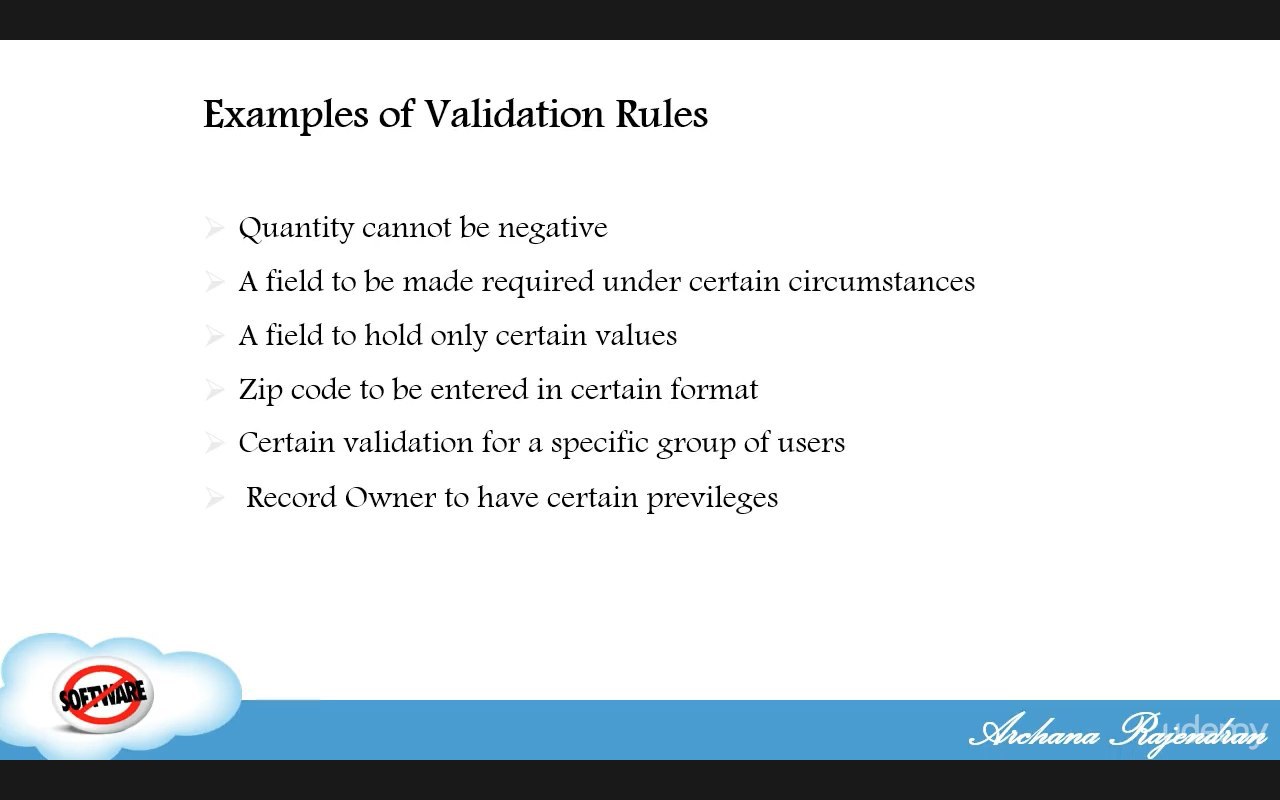 Examples of Validation Rules
Quantity cannot be negative
A field to be made required under certain circumstances
A field to hold only certain values
Zip code to be entered in certain format
Certain validation for a specific group of users
Record Owner to have certain previleges
SOFTWARE
Archana Rajendran
udemy